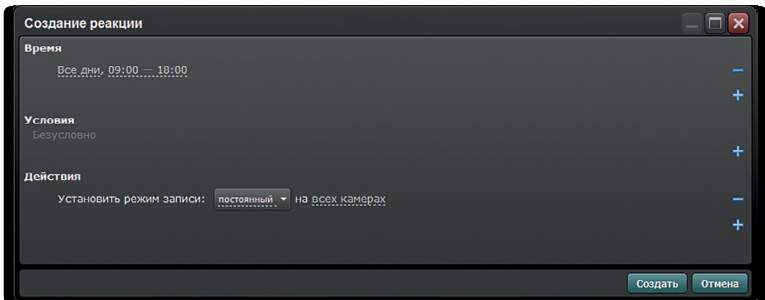 Создание реакции
Время
Все дни, 09:00 — 18:00
Условия
Безусловно
Действия
Установить режим записи: постоянный на всех камерах
Создать Отмена